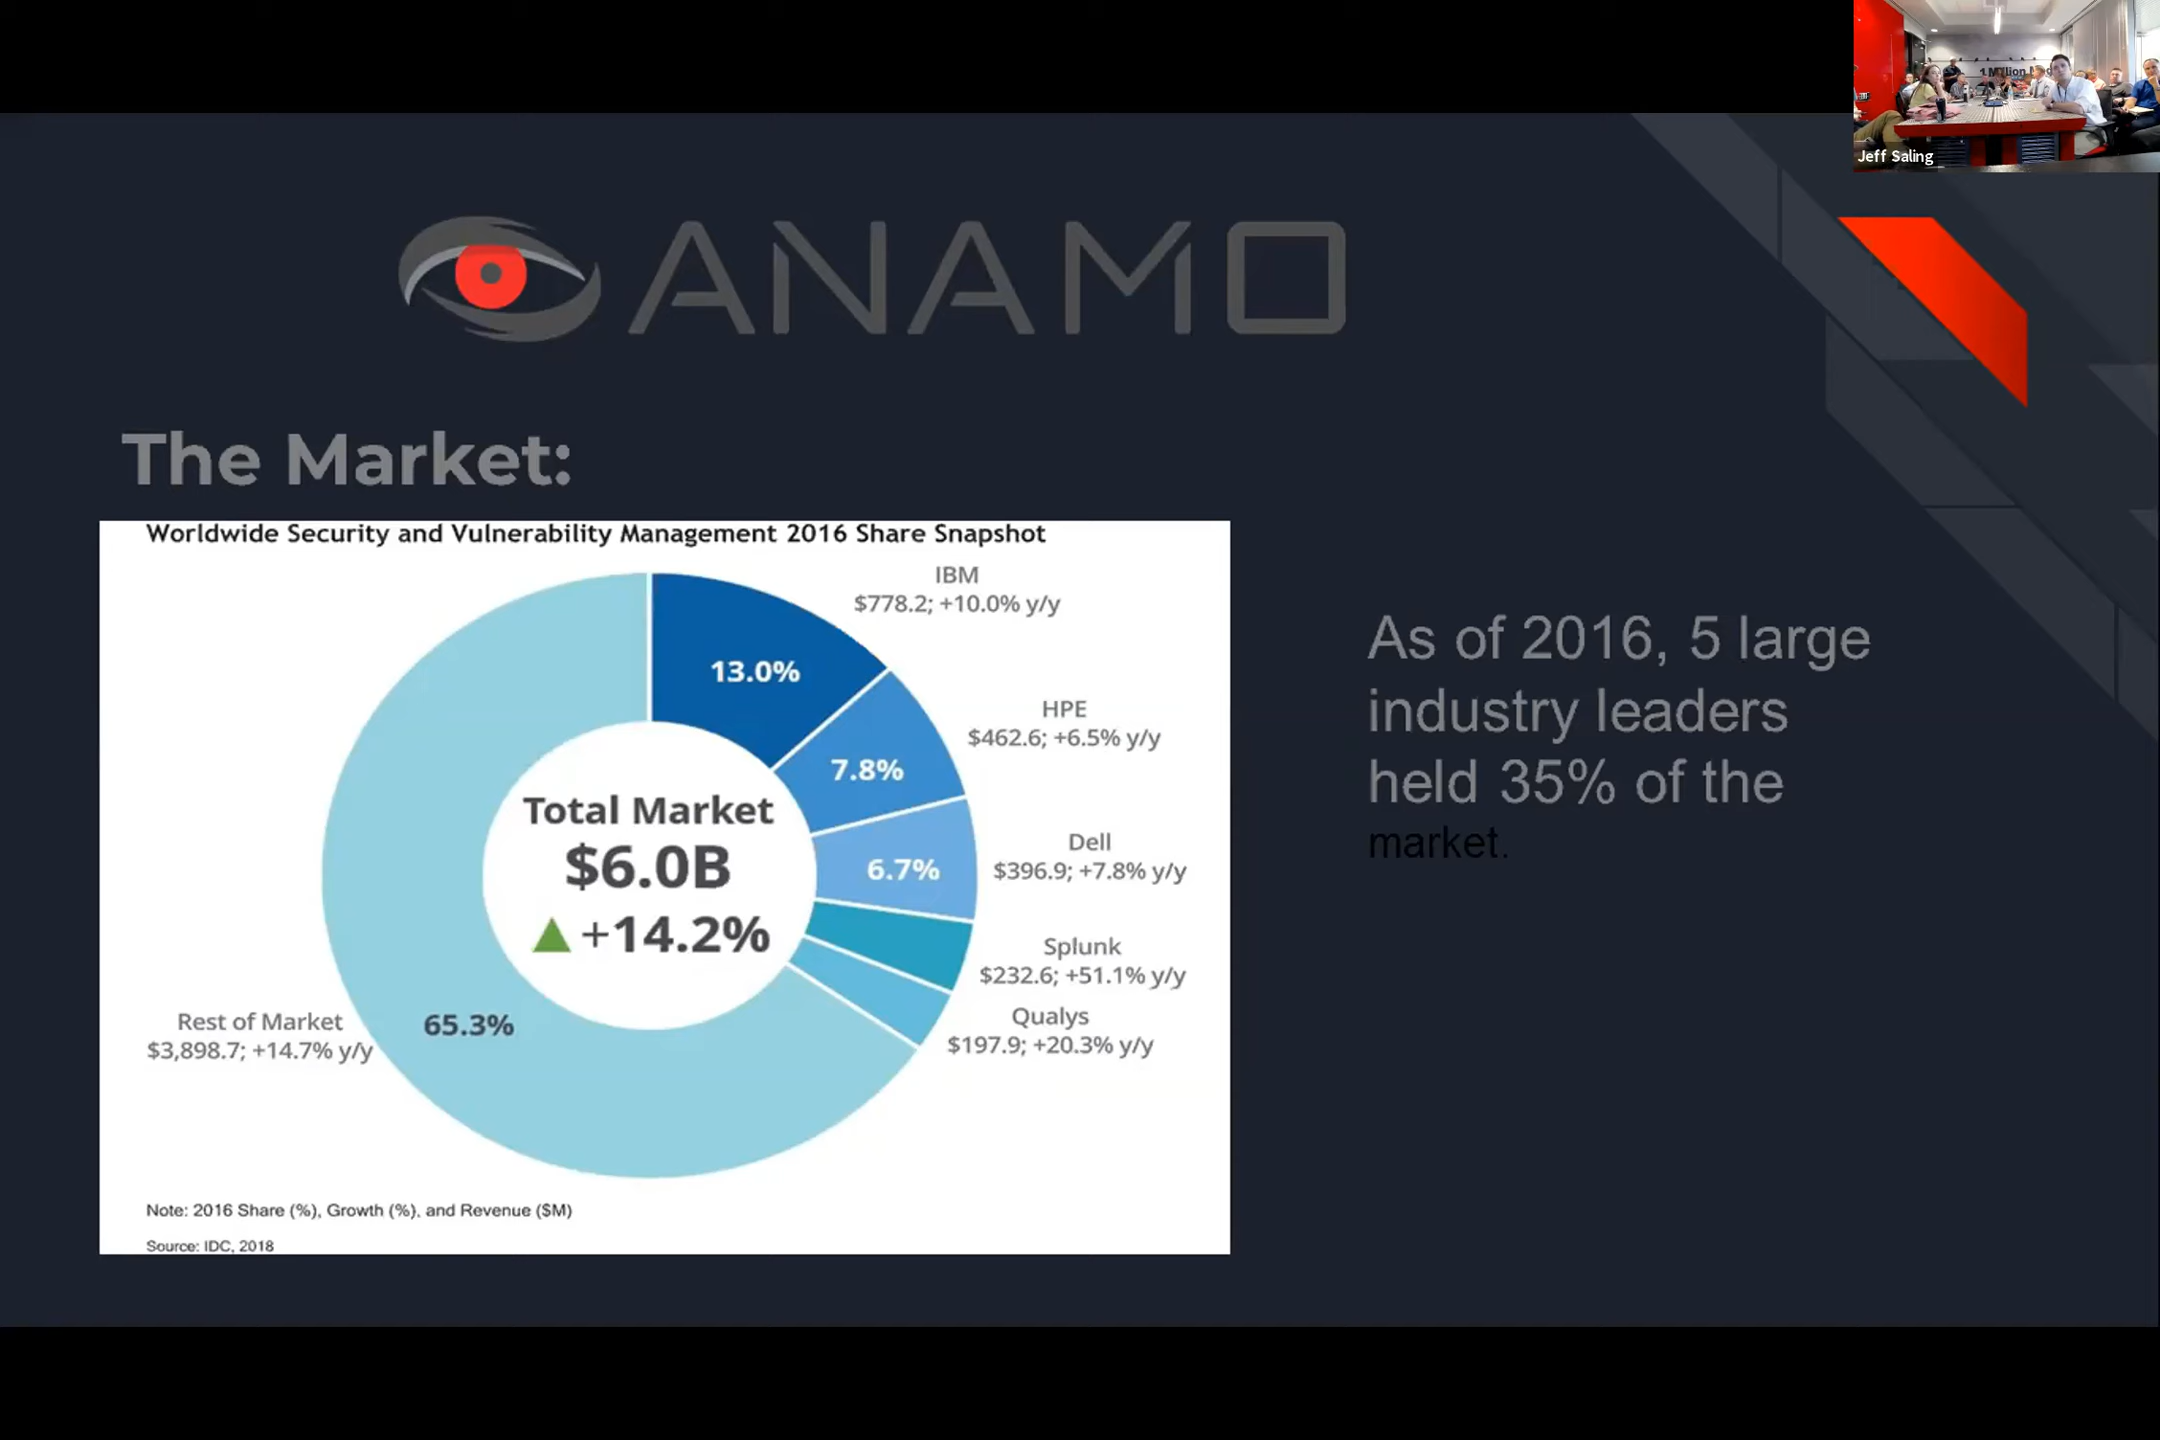 1 Million
Jeff Saling
ANAMO
The Market:
Worldwide Security and Vulnerability Management 2016 Share Snapshot
IBM
$778.2; +10.0% y/y
13.0%
HPE
$462.6; +6.5% y/y
7.8%
Dell
$396.9; +7.8% y/y
6.7%
Splunk
$232.6; +51.1% y/y
Qualys
$197.9; +20.3% y/y
Total Market
$6.0B
+14.2%
Rest of Market
$3,898.7; +14.7% y/y
65.3%
Note: 2016 Share (%), Growth (%), and Revenue ($M)
Source: IDC, 2018
As of 2016, 5 large
industry leaders
held 35% of the
market.